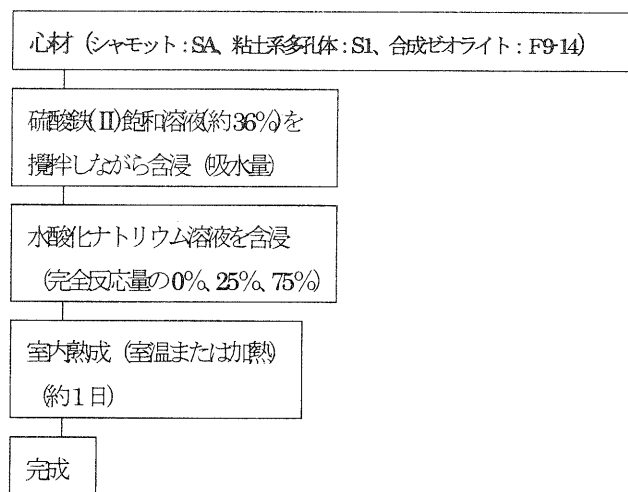 心材（シャモット：SA、粘土系多孔体：S1、合成ゼオライト：F9-14）
硫酸鉄(Ⅱ)飽和溶液(約36%)を
攪拌しながら含浸（吸水量）
水酸化ナトリウム溶液を含浸
（完全反応量の0%、25%、75%）
室内熟成（室温または加熱）
（約1日）
完成